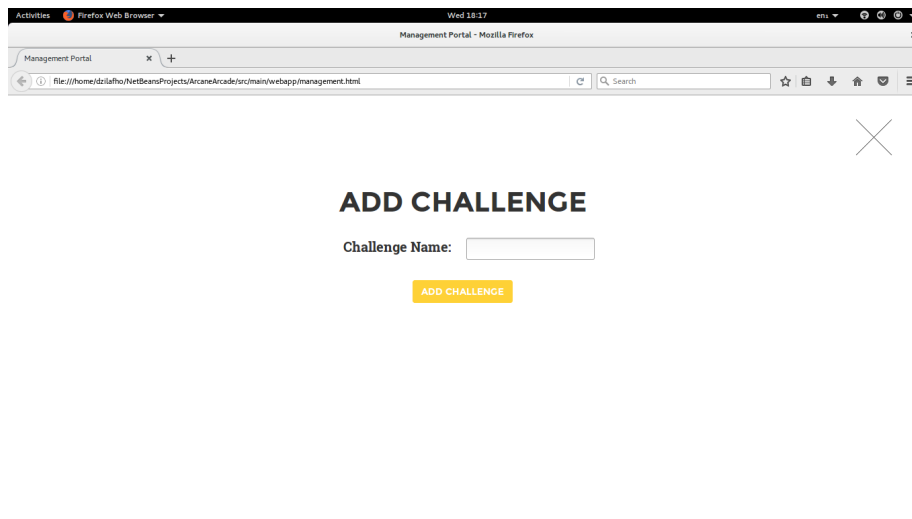 Activities Firefox Web Browser Wed 18:17 en₁
Management Portal - Mozilla Firefox
Management Portal
file:///home/dzilafho/NetBeansProjects/ArcaneArcade/src/main/webapp/management.html Search
ADD CHALLENGE
Challenge Name:
ADD CHALLENGE